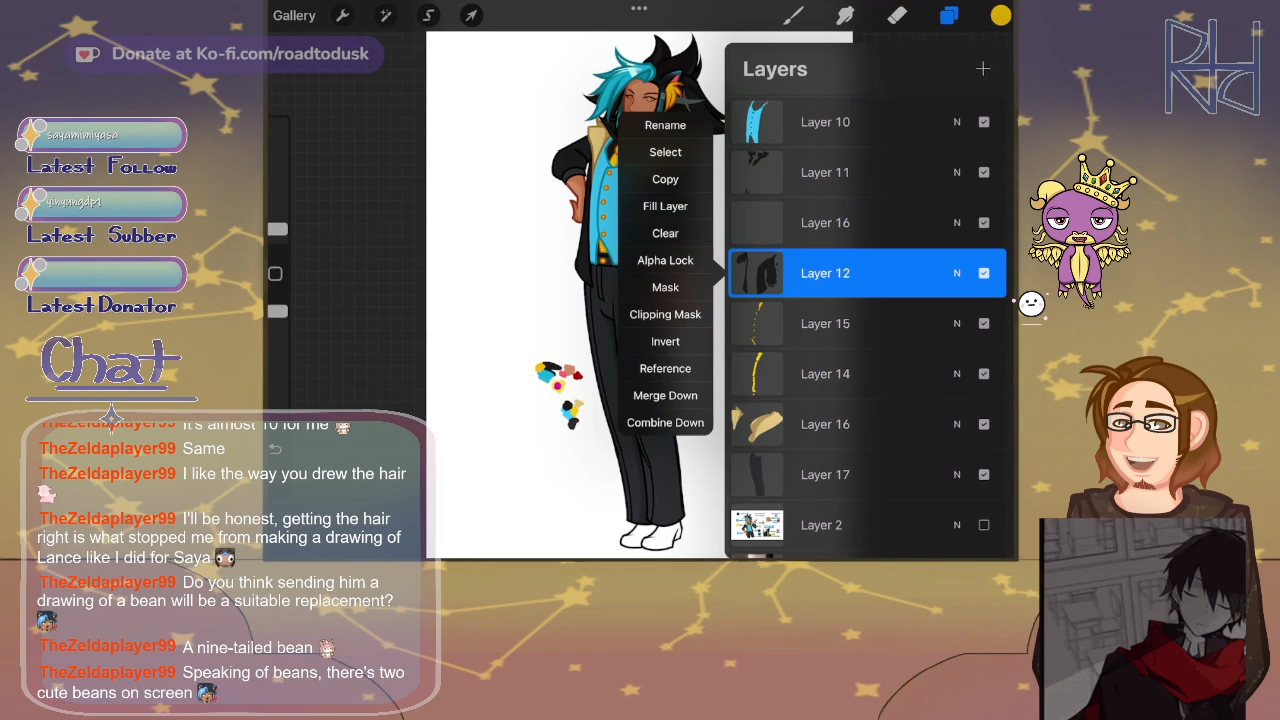 Gallery
Donate at Ko-fi.com/roadtodusk
sayamimiyasa
Latest Follow
yinyangdp1
Latest Subber
Latest Donator
Chat
It's almost 10 for me
TheZeldaplayer99 Same
TheZeldaplayer99 I like the way you drew the hair
TheZeldaplayer99 I'll be honest, getting the hair
right is what stopped me from making a drawing of
Lance like I did for Saya
TheZeldaplayer99 Do you think sending him a
drawing of a bean will be a suitable replacement?
TheZeldaplayer99 A nine-tailed bean
TheZeldaplayer99 Speaking of beans, there's two
cute beans on screen
Rename
Select
Copy
Fill Layer
Clear
Alpha Lock
Mask
Clipping Mask
Invert
Reference
Merge Down
Combine Down
Layers
Layer 10 N
Layer 11 N
Layer 16 N
Layer 12 N
Layer 15 N
Layer 14 N
Layer 16 N
Layer 17 N
Layer 2 N